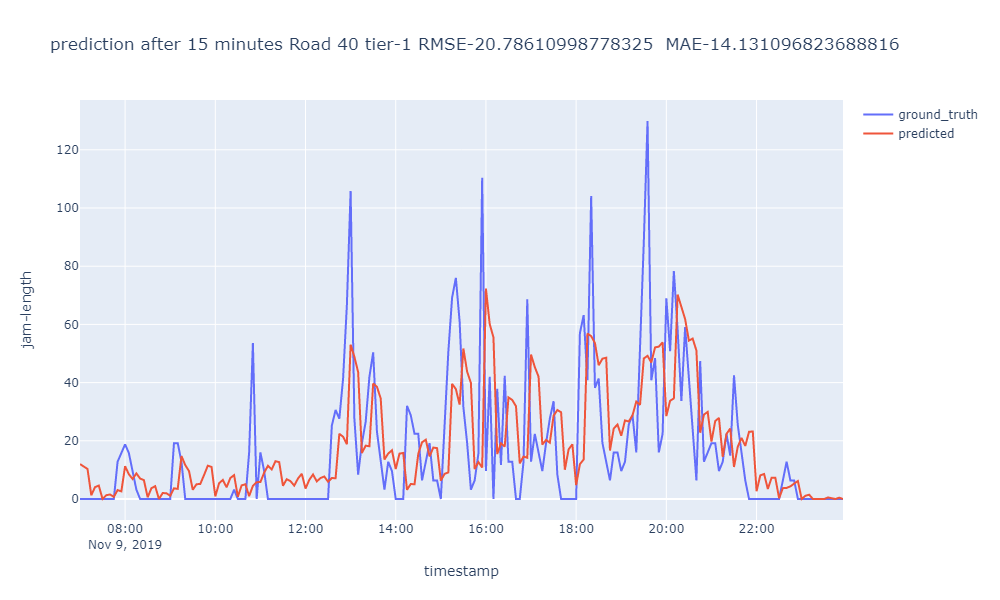 prediction after 15 minutes Road 40 tier-1 RMSE-20.78610998778325  MAE-14.131096823688816
ground_truth
predicted
120
100
80
60
40
20
0
jam-length
08:00 10:00 12:00 14:00 16:00 18:00 20:00 22:00
Nov 9, 2019
timestamp